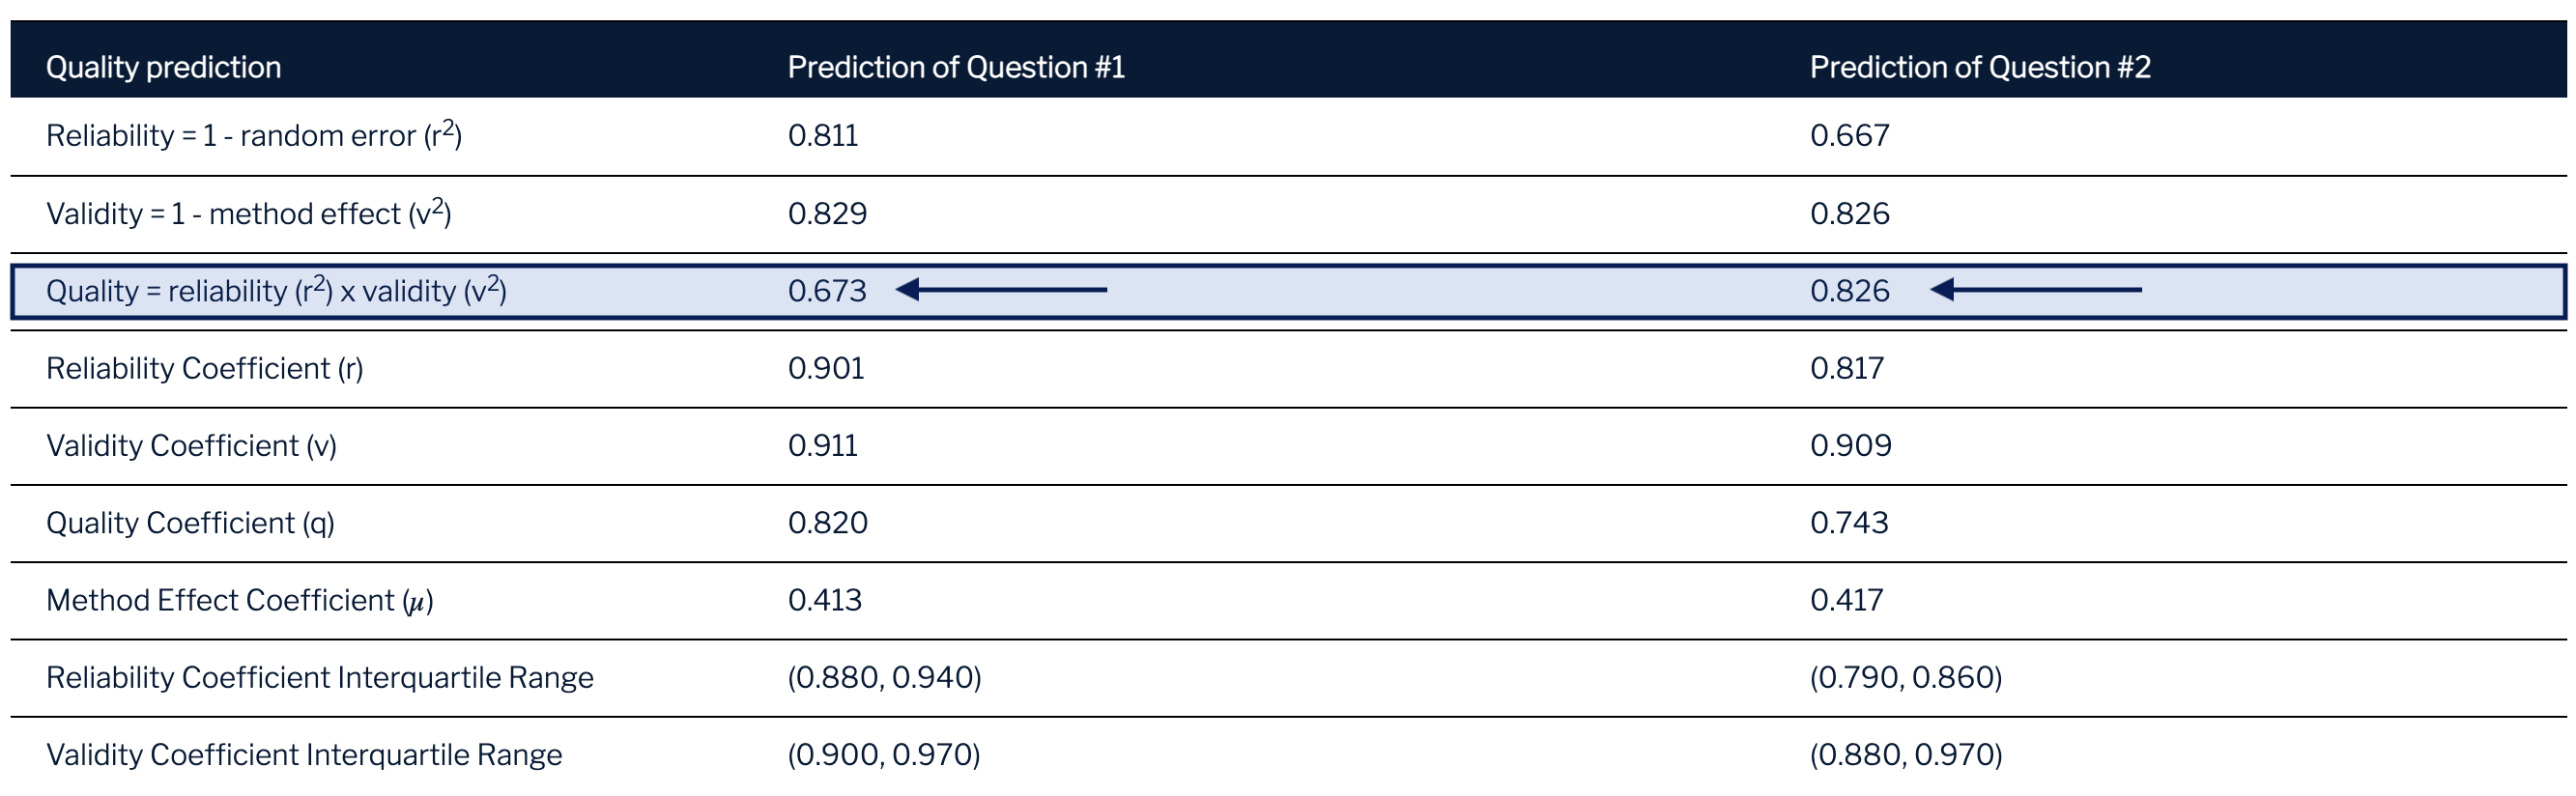 Quality prediction Prediction of Question #1 Prediction of Question #2
Reliability = 1 - random error (r²) 0.811 0.667
Validity = 1 - method effect (v²) 0.829 0.826
Quality = reliability (r²) x validity (v²) 0.673 0.826
Reliability Coefficient (r) 0.901 0.817
Validity Coefficient (v) 0.911 0.909
Quality Coefficient (q) 0.820 0.743
Method Effect Coefficient (μ) 0.413 0.417
Reliability Coefficient Interquartile Range (0.880, 0.940) (0.790, 0.860)
Validity Coefficient Interquartile Range (0.900, 0.970) (0.880, 0.970)